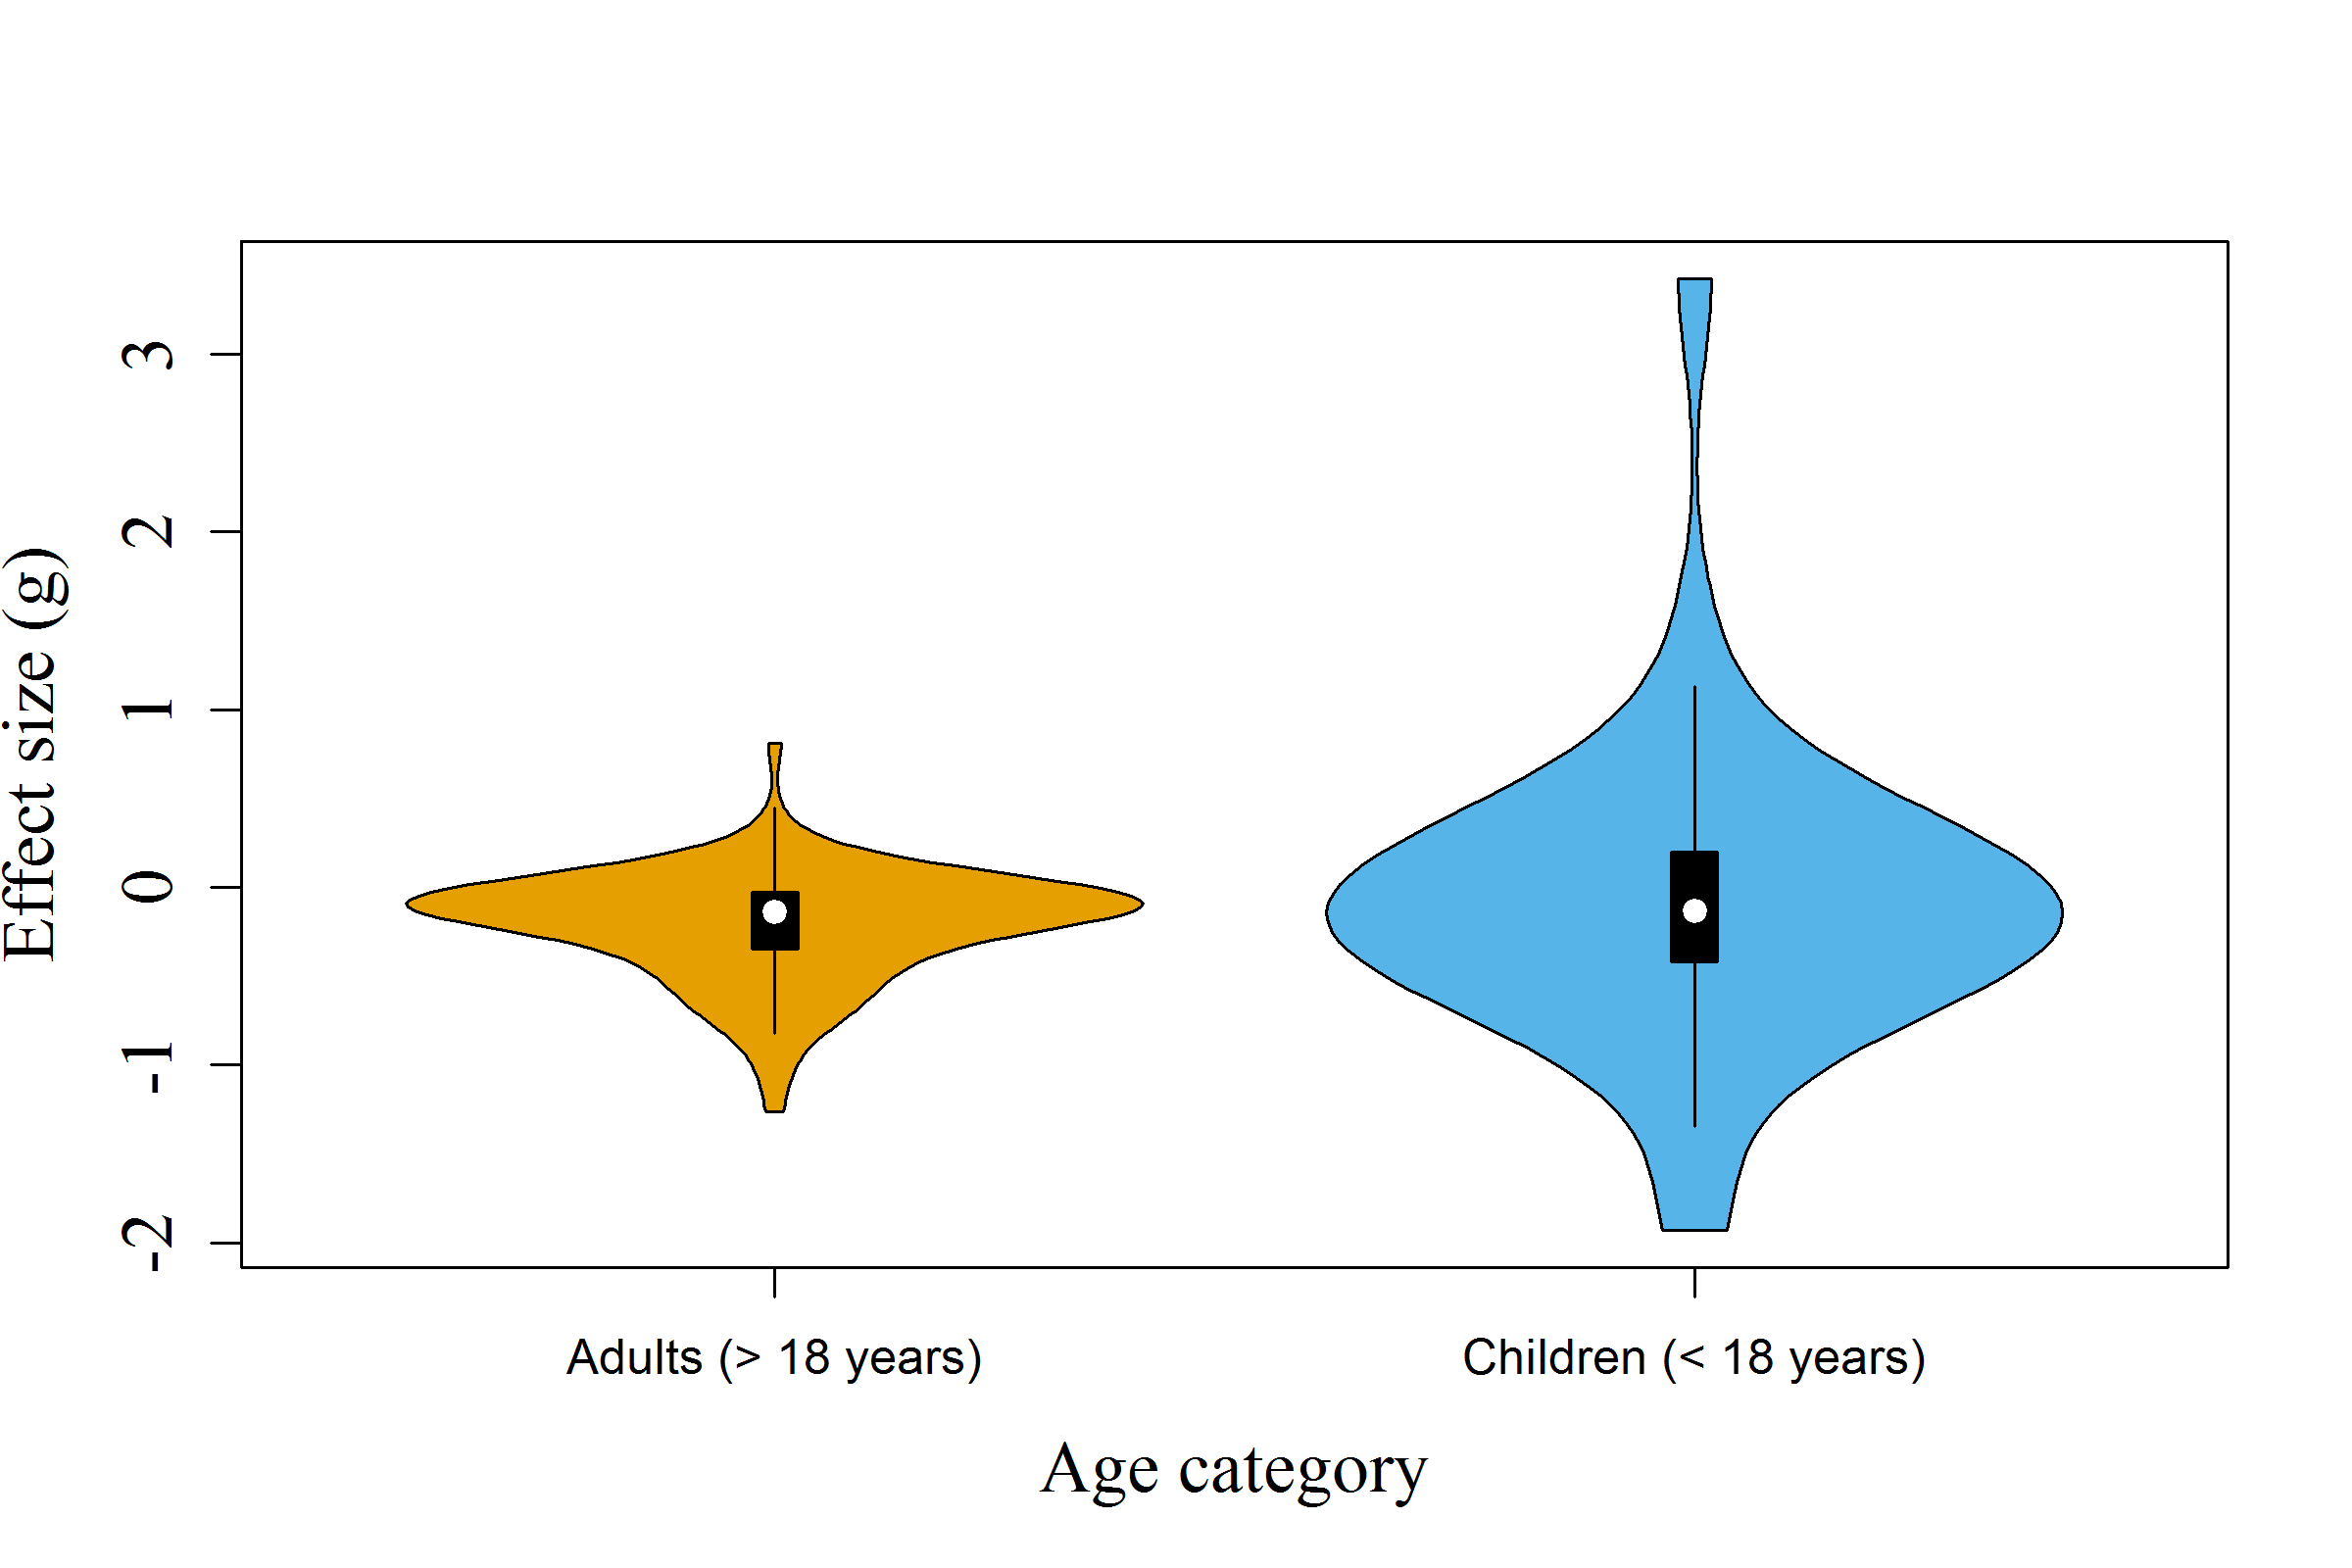 Effect size (g)
3
2
1
0
-1
-2
Adults (> 18 years) Children (< 18 years)
Age category